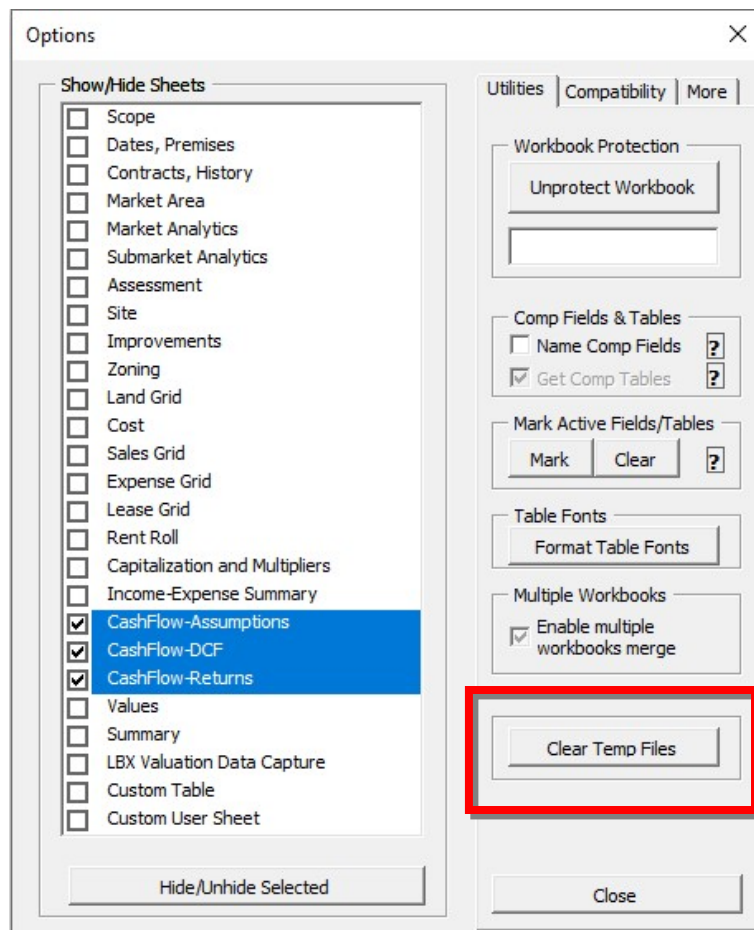 Options
Show/Hide Sheets
Scope
Dates, Premises
Contracts, History
Market Area
Market Analytics
Submarket Analytics
Assessment
Site
Improvements
Zoning
Land Grid
Cost
Sales Grid
Expense Grid
Lease Grid
Rent Roll
Capitalization and Multipliers
Income-Expense Summary
CashFlow-Assumptions
CashFlow-DCF
CashFlow-Returns
Values
Summary
LBX Valuation Data Capture
Custom Table
Custom User Sheet
Hide/Unhide Selected
Utilities Compatibility More
Workbook Protection
Unprotect Workbook
Comp Fields & Tables
Name Comp Fields ?
Get Comp Tables ?
Mark Active Fields/Tables
Mark Clear ?
Table Fonts
Format Table Fonts
Multiple Workbooks
Enable multiple
workbooks merge
Clear Temp Files
Close